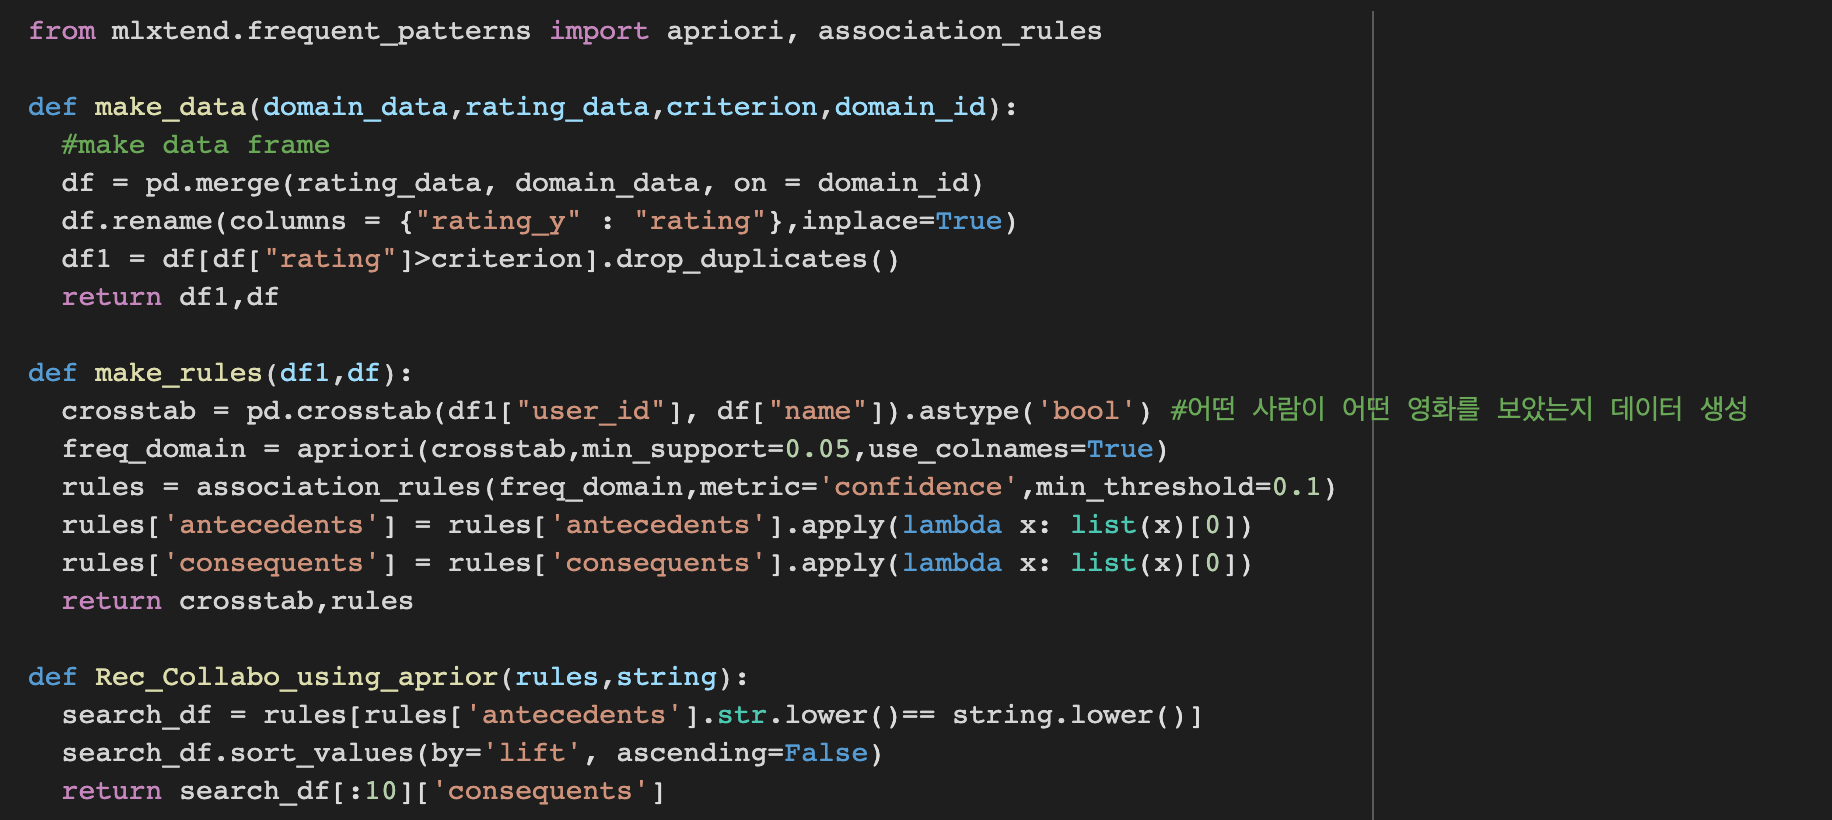 from mlxtend.frequent_patterns import apriori, association_rules
def make_data(domain_data,rating_data,criterion,domain_id):
#make data frame
df = pd.merge(rating_data, domain_data, on = domain_id)
df.rename(columns = {"rating_y" : "rating"},inplace=True)
df1 = df[df["rating"]>criterion].drop_duplicates()
return df1,df
def make_rules(df1,df):
crosstab = pd.crosstab(df1["user_id"], df["name"]).astype('bool') #어떤 사람이 어떤 영화를 보았는지 데이터 생성
freq_domain = apriori(crosstab,min_support=0.05,use_colnames=True)
rules = association_rules(freq_domain,metric='confidence',min_threshold=0.1)
rules['antecedents'] = rules['antecedents'].apply(lambda x: list(x)[0])
rules['consequents'] = rules['consequents'].apply(lambda x: list(x)[0])
return crosstab,rules
def Rec_Collabo_using_aprior(rules,string):
search_df = rules[rules['antecedents'].str.lower()== string.lower()]
search_df.sort_values(by='lift', ascending=False)
return search_df[:10]['consequents']